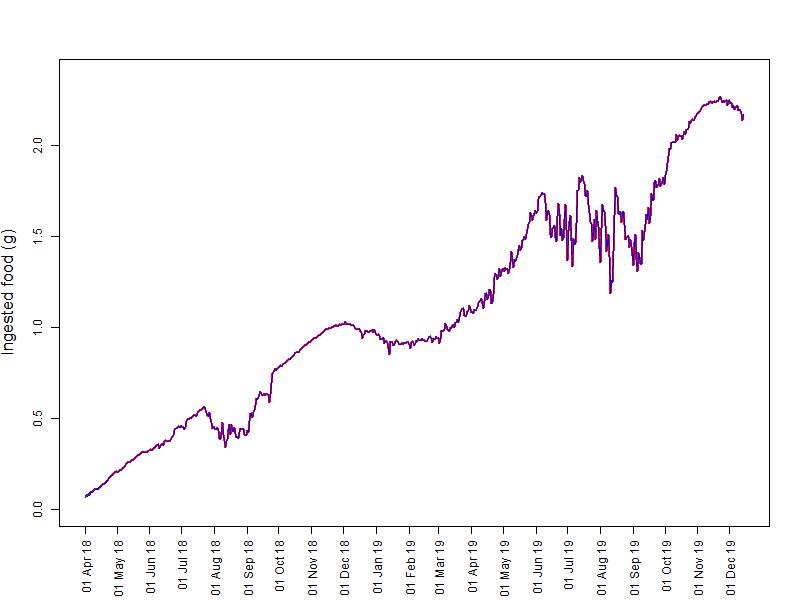 Ingested food (g)
2.0
1.5
1.0
0.5
0.0
01 Apr 18
01 May 18
01 Jun 18
01 Jul 18
01 Aug 18
01 Sep 18
01 Oct 18
01 Nov 18
01 Dec 18
01 Jan 19
01 Feb 19
01 Mar 19
01 Apr 19
01 May 19
01 Jun 19
01 Jul 19
01 Aug 19
01 Sep 19
01 Oct 19
01 Nov 19
01 Dec 19